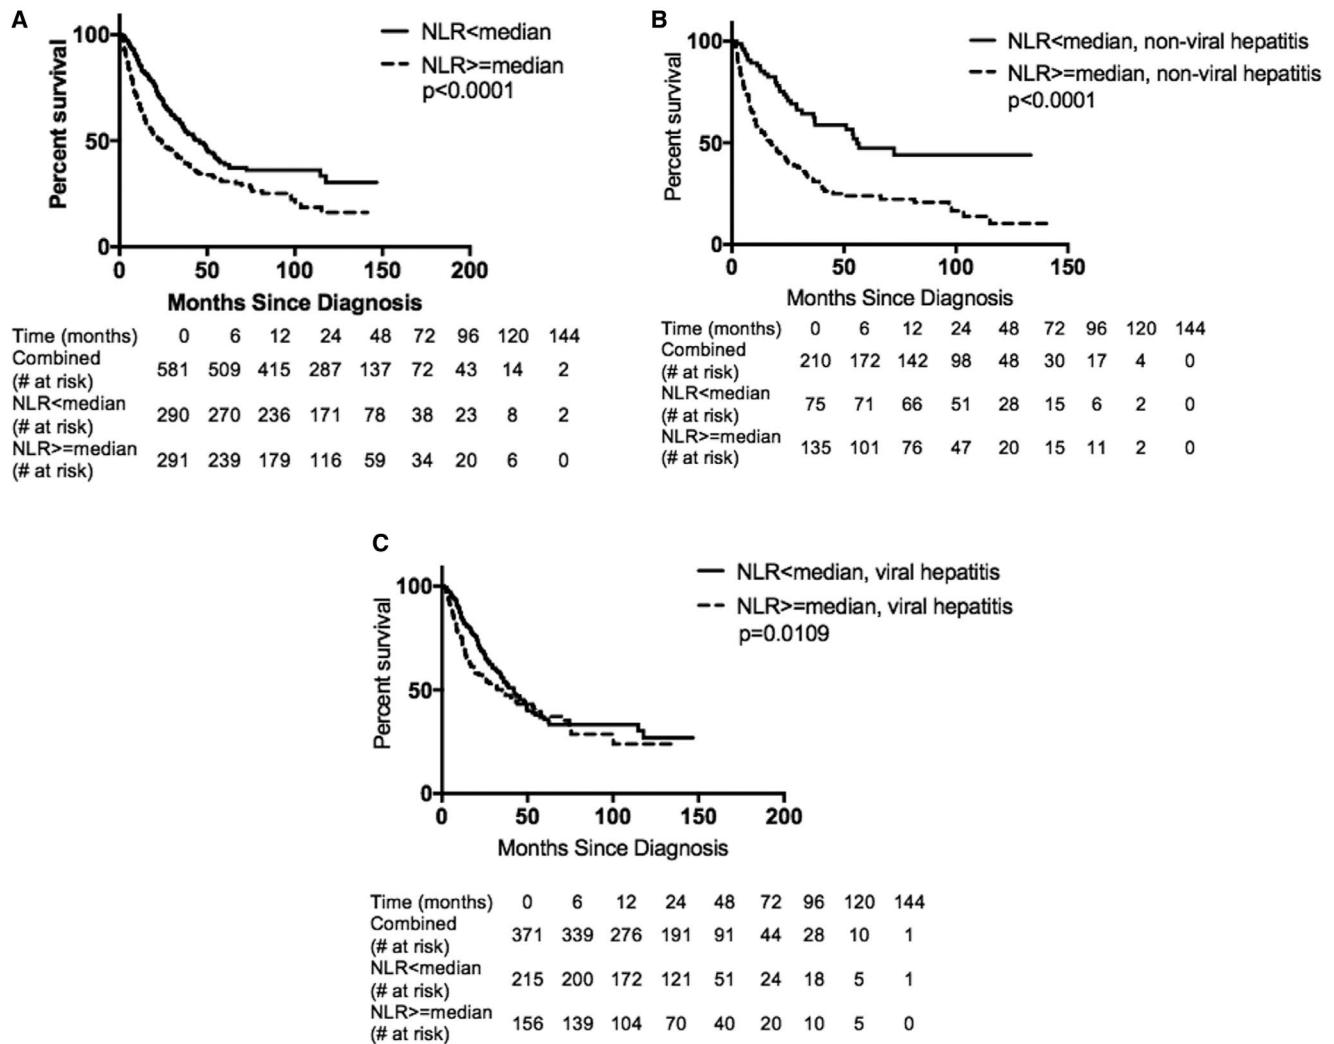 A
100
50
0
Percent survival
0 50 100 150 200
Months Since Diagnosis
NLR<median
NLR>=median
p<0.0001
Time (months) 0 6 12 24 48 72 96 120 144
Combined
(# at risk) 581 509 415 287 137 72 43 14 2
NLR<median
(# at risk) 290 270 236 171 78 38 23 8 2
NLR>=median
(# at risk) 291 239 179 116 59 34 20 6 0
B
100
50
0
Percent survival
0 50 100 150
Months Since Diagnosis
NLR<median, non-viral hepatitis
NLR>=median, non-viral hepatitis
p<0.0001
Time (months) 0 6 12 24 48 72 96 120 144
Combined
(# at risk) 210 172 142 98 48 30 17 4 0
NLR<median
(# at risk) 75 71 66 51 28 15 6 2 0
NLR>=median
(# at risk) 135 101 76 47 20 15 11 2 0
C
100
50
0
Percent survival
0 50 100 150 200
Months Since Diagnosis
NLR<median, viral hepatitis
NLR>=median, viral hepatitis
p=0.0109
Time (months) 0 6 12 24 48 72 96 120 144
Combined
(# at risk) 371 339 276 191 91 44 28 10 1
NLR<median
(# at risk) 215 200 172 121 51 24 18 5 1
NLR>=median
(# at risk) 156 139 104 70 40 20 10 5 0